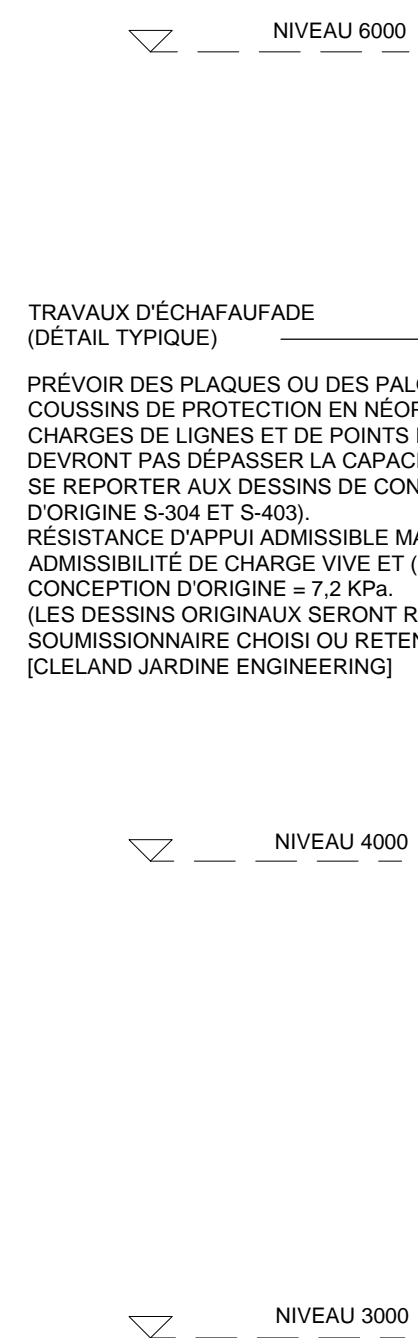 NIVEAU 6000
TRAVAUX D'ÉCHAFAUFADE
(DÉTAIL TYPIQUE)
PRÉVOIR DES PLAQUES OU DES
COUSSINS DE PROTECTION EN
CHARGES DE LIGNES ET DE POINTS
DEVRONT PAS DÉPASSER LA
SE REPORTER AUX DESSINS DE
D'ORIGINE S-304 ET S-403).
RÉSISTANCE D'APPUI ADMISSIBLE
ADMISSIBILITÉ DE CHARGE VIVE ET (
CONCEPTION D'ORIGINE = 7,2 KPa.
(LES DESSINS ORIGINAUX SERONT
SOUMISSIONNAIRE CHOISI OU
[CLELAND JARDINE ENGINEERING]
NIVEAU 4000
NIVEAU 3000